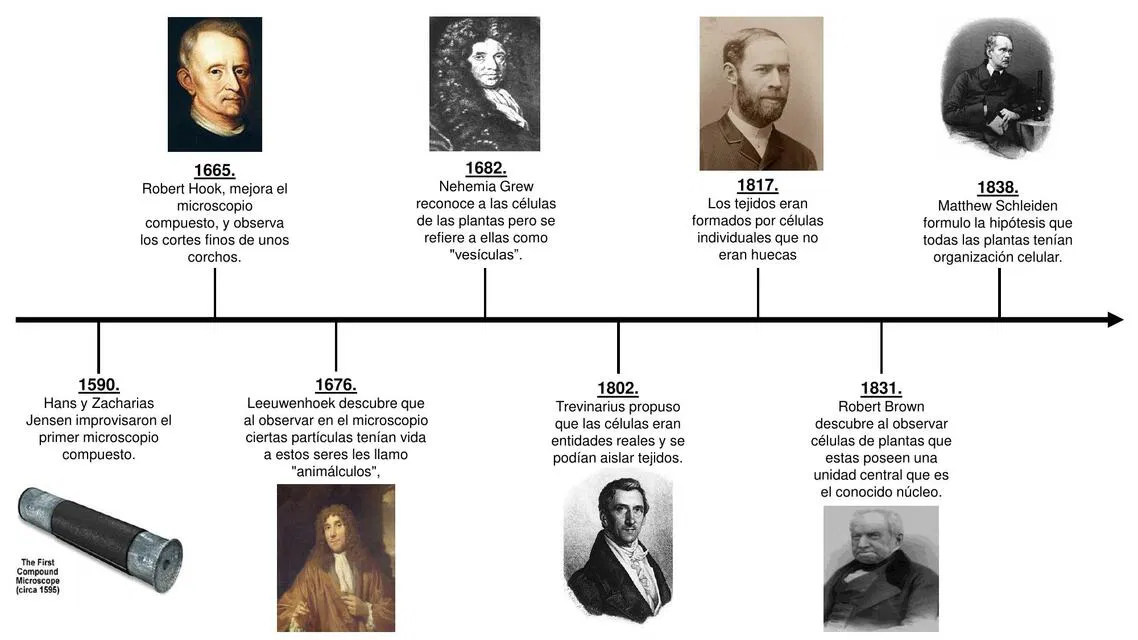 1665.
Robert Hook, mejora el
microscopio
compuesto, y observa
los cortes finos de unos
corchos.
1682.
Nehemia Grew
reconoce a las células
de las plantas pero se
refiere a ellas como
"vesículas”.
1817.
Los tejidos eran
formados por células
individuales que no
eran huecas
1838.
Matthew Schleiden
formulo la hipótesis que
todas las plantas tenían
organización celular.
1590.
Hans y Zacharias
Jensen improvisaron el
primer microscopio
compuesto.
The First
Compound
Microscope
(circa 1595)
1676.
Leeuwenhoek descubre que
al observar en el microscopio
ciertas partículas tenían vida
a estos seres les llamo
"animálculos",
1802.
Trevinarius propuso
que las células eran
entidades reales y se
podían aislar tejidos.
1831.
Robert Brown
descubre al observar
células de plantas que
estas poseen una
unidad central que es
el conocido núcleo.